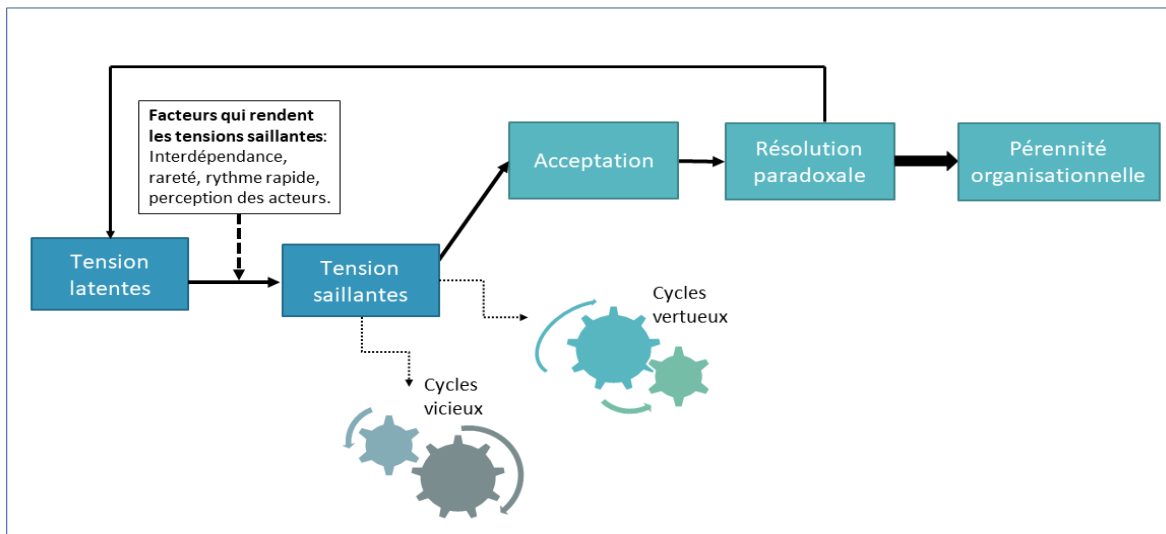 Facteurs qui rendent
les tensions saillantes:
Interdépendance,
rareté, rythme rapide,
perception des acteurs.
Acceptation
Résolution
paradoxale
Pérennité
organisationnelle
Tension
latentes
Tension
saillantes
Cycles
vertueux
Cycles
vicieux